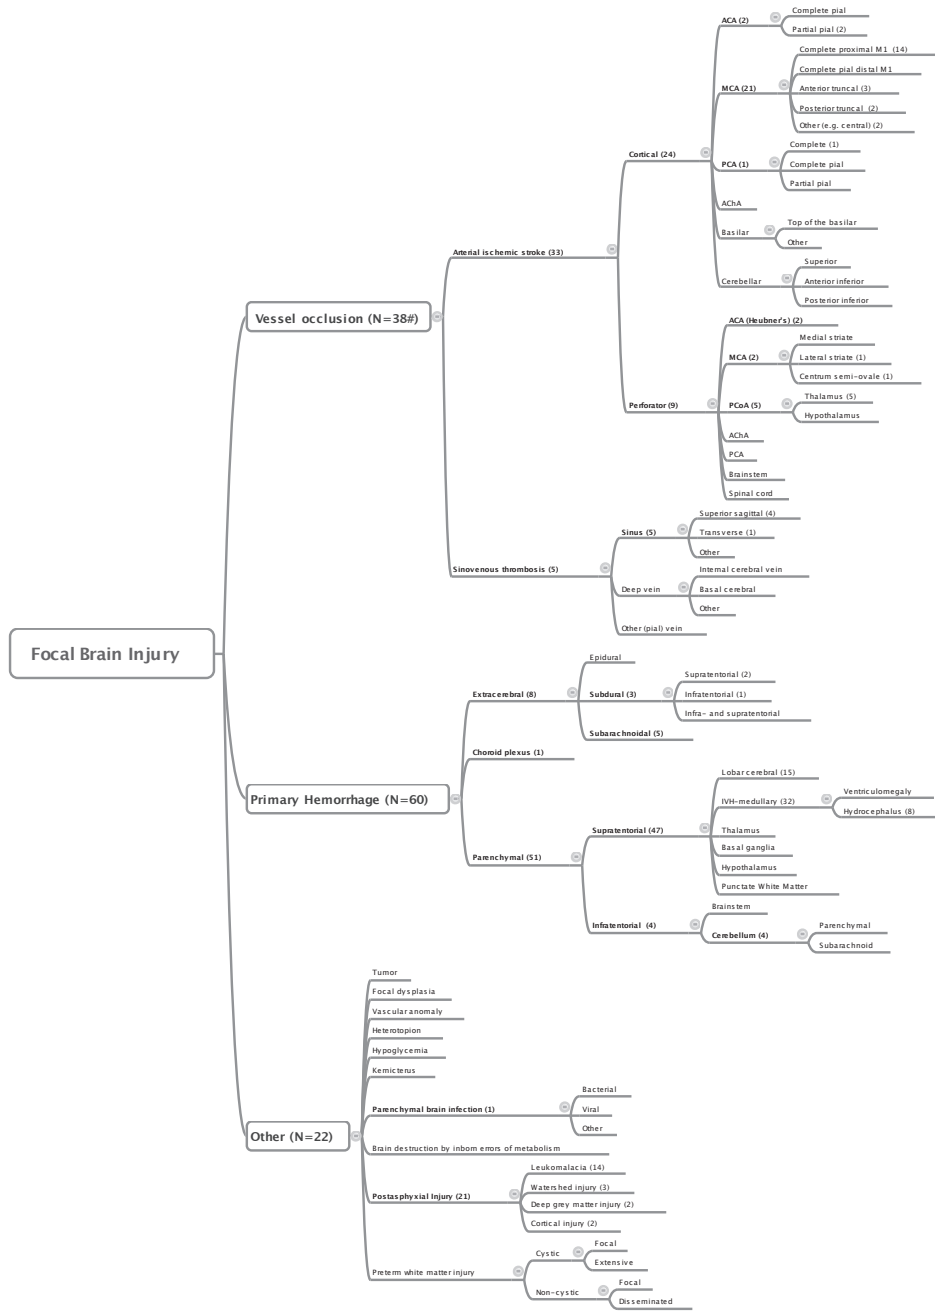 Focal Brain Injury
Vessel occlusion (N=38#)
Arterial ischemic stroke (33)
Cortical (24)
ACA (2)
Complete pial
Partial pial (2)
MCA (21)
Complete proximal M1 (14)
Complete pial distal M1
Anterior truncal (3)
Posterior truncal (2)
Other (e.g. central) (2)
PCA (1)
Complete (1)
Complete pial
Partial pial
AChA
Basilar
Top of the basilar
Other
Cerebellar
Superior
Anterior inferior
Posterior inferior
Perforator (9)
ACA (Heubner's) (2)
MCA (2)
Medial striate
Lateral striate (1)
Centrum semi-ovale (1)
PCoA (5)
Thalamus (5)
Hypothalamus
AChA
PCA
Brainstem
Spinal cord
Sinovenous thrombosis (5)
Sinus (5)
Superior sagittal (4)
Transverse (1)
Other
Deep vein
Internal cerebral vein
Basal cerebral
Other
Other (pial) vein
Primary Hemorrhage (N=60)
Extracerebral (8)
Epidural
Subdural (3)
Supratentorial (2)
Infratentorial (1)
Infra- and supratentorial
Subarachnoidal (5)
Choroid plexus (1)
Parenchymal (51)
Supratentorial (47)
Lobar cerebral (15)
IVH-medullary (32)
Ventriculomegaly
Hydrocephalus (8)
Thalamus
Basal ganglia
Hypothalamus
Punctate White Matter
Infratentorial (4)
Brainstem
Cerebellum (4)
Parenchymal
Subarachnoid
Other (N=22)
Tumor
Focal dysplasia
Vascular anomaly
Heterotopion
Hypoglycemia
Kernicterus
Parenchymal brain infection (1)
Bacterial
Viral
Other
Brain destruction by inborn errors of metabolism
Postasphyxial Injury (21)
Leukomalacia (14)
Watershed injury (3)
Deep grey matter injury (2)
Cortical injury (2)
Preterm white matter injury
Cystic
Focal
Extensive
Non-cystic
Focal
Disseminated